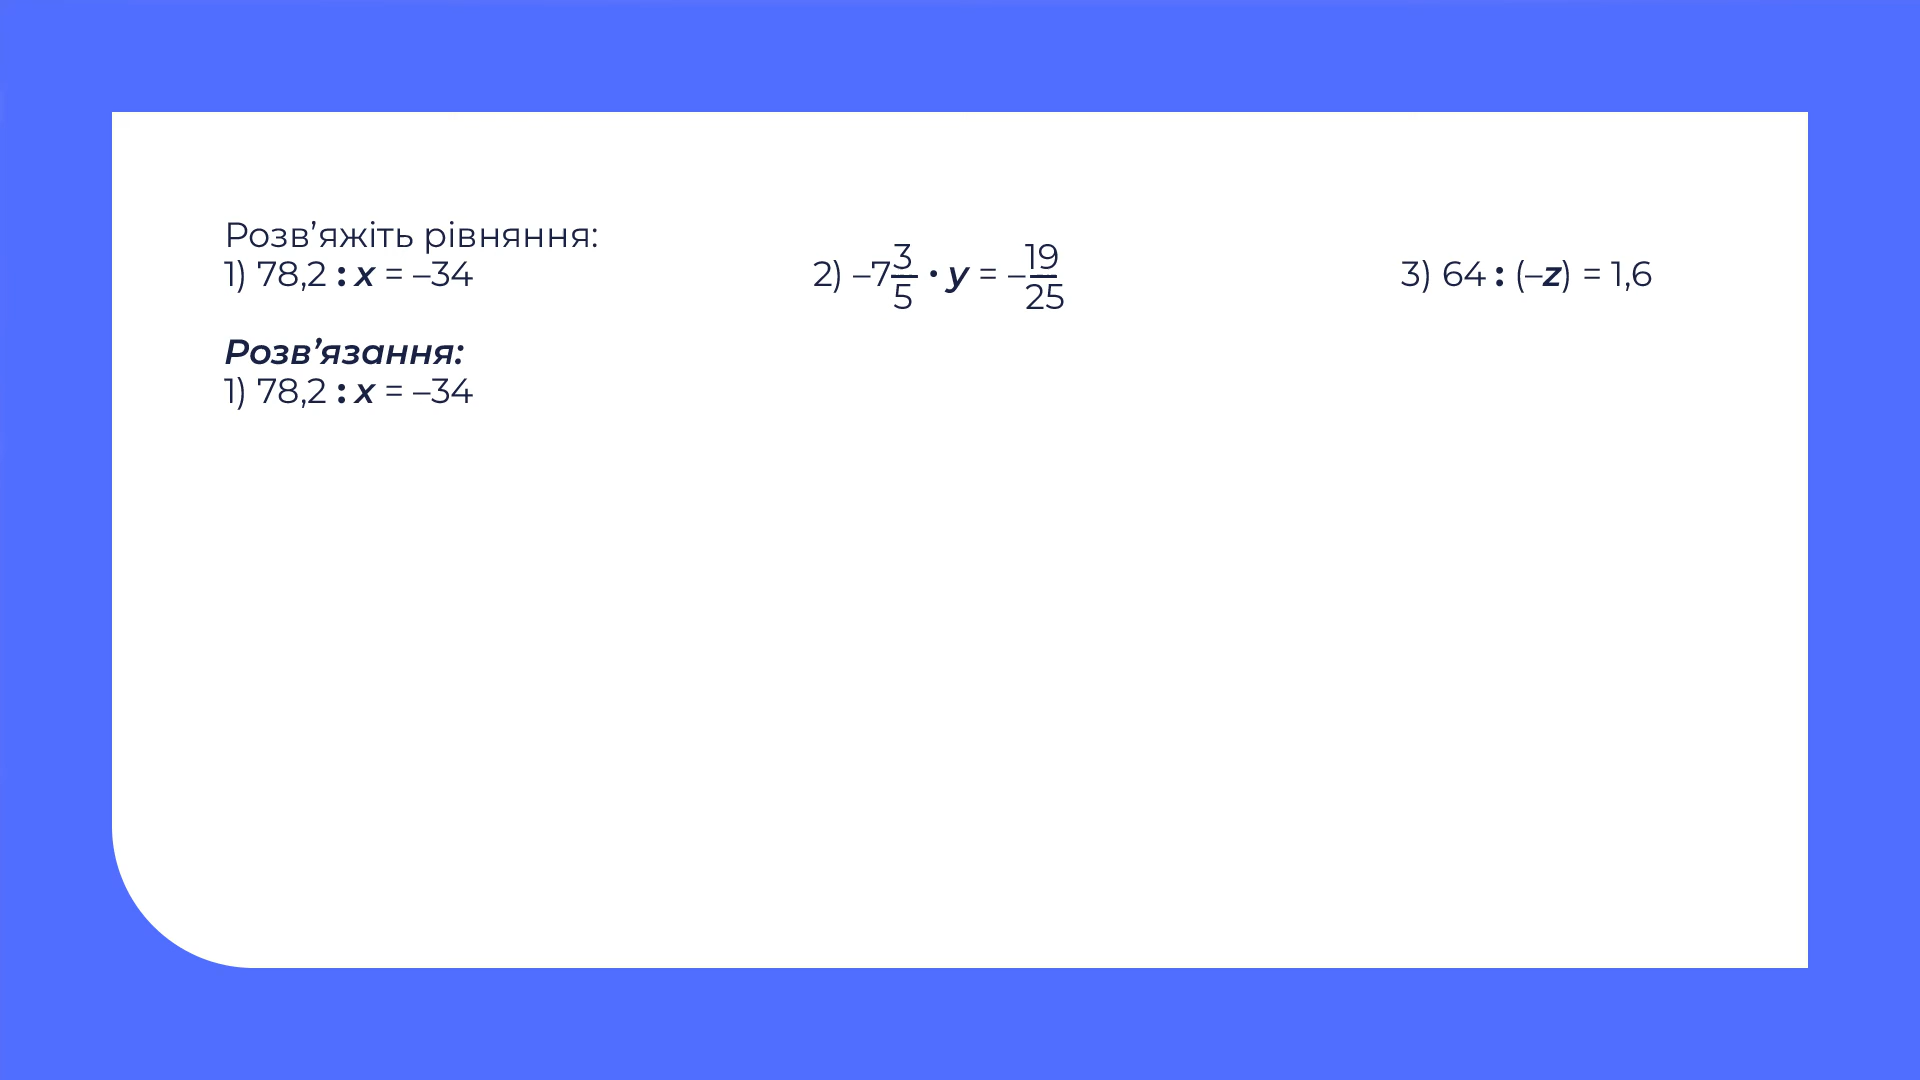 Розв’яжіть рівняння:
1) 78,2 : x = –34
2) –7 3/5 · y = –19/25
3) 64 : (–z) = 1,6
Розв’язання:
1) 78,2 : x = –34